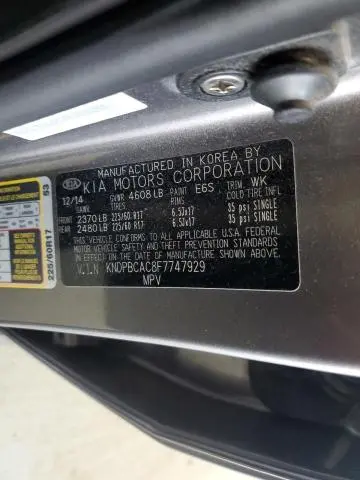 MANUFACTURED IN KOREA BY
KIA KIA MOTORS CORPORATION
12/14 GVWR 4608 LB PAINT E6S TRIM WK
GAWR TIRES RIMS COLD TIRE INFL
FRONT 2370 LB 225/60 R17 6.5Jx17 35 psi SINGLE
REAR 2480 LB 225/60 R17 6.5Jx17 35 psi SINGLE
THIS VEHICLE CONFORMS TO ALL APPLICABLE U.S.A FEDERAL
MOTOR VEHICLE SAFETY AND THEFT PREVENTION STANDARDS
IN EFFECT ON THE DATE OF MANUFACTURE SHOWN ABOVE.
V.I.N KNDPBCAC8F7747929
MPV
53
225/60R17